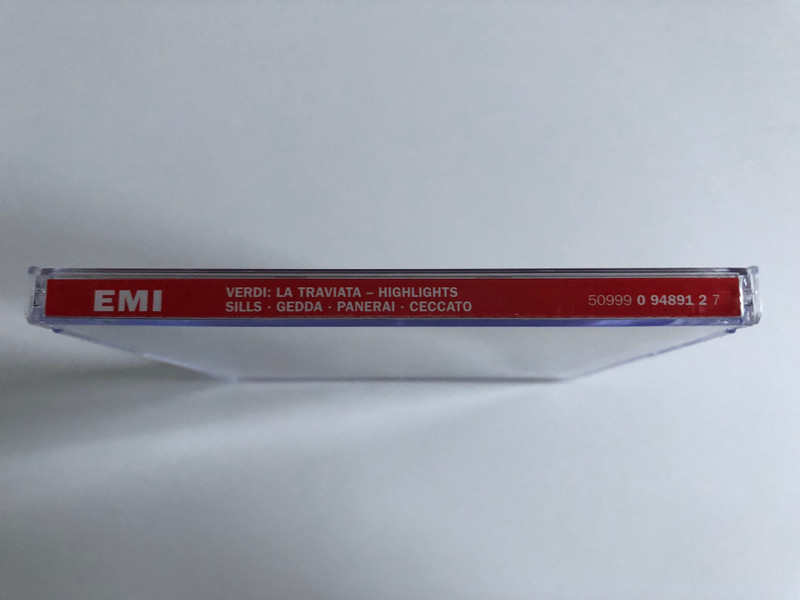 EMI
VERDI: LA TRAVIATA – HIGHLIGHTS
SILLS · GEDDA · PANERAI · CECCATO
50999 0 94891 2 7